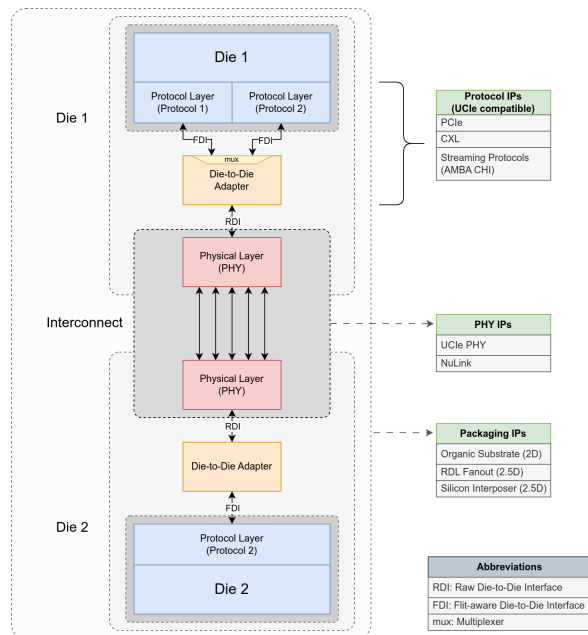 Die 1
Die 1
Protocol Layer
(Protocol 1)
Protocol Layer
(Protocol 2)
FDI
FDI
mux
Die-to-Die
Adapter
RDI
Physical Layer
(PHY)
Interconnect
Physical Layer
(PHY)
RDI
Die-to-Die Adapter
FDI
Die 2
Protocol Layer
(Protocol 2)
Die 2
Protocol IPs
(UCIe compatible)
PCIe
CXL
Streaming Protocols
(AMBA CHI)
PHY IPs
UCIe PHY
NuLink
Packaging IPs
Organic Substrate (2D)
RDL Fanout (2.5D)
Silicon Interposer (2.5D)
Abbreviations
RDI: Raw Die-to-Die Interface
FDI: Flit-aware Die-to-Die Interface
mux: Multiplexer